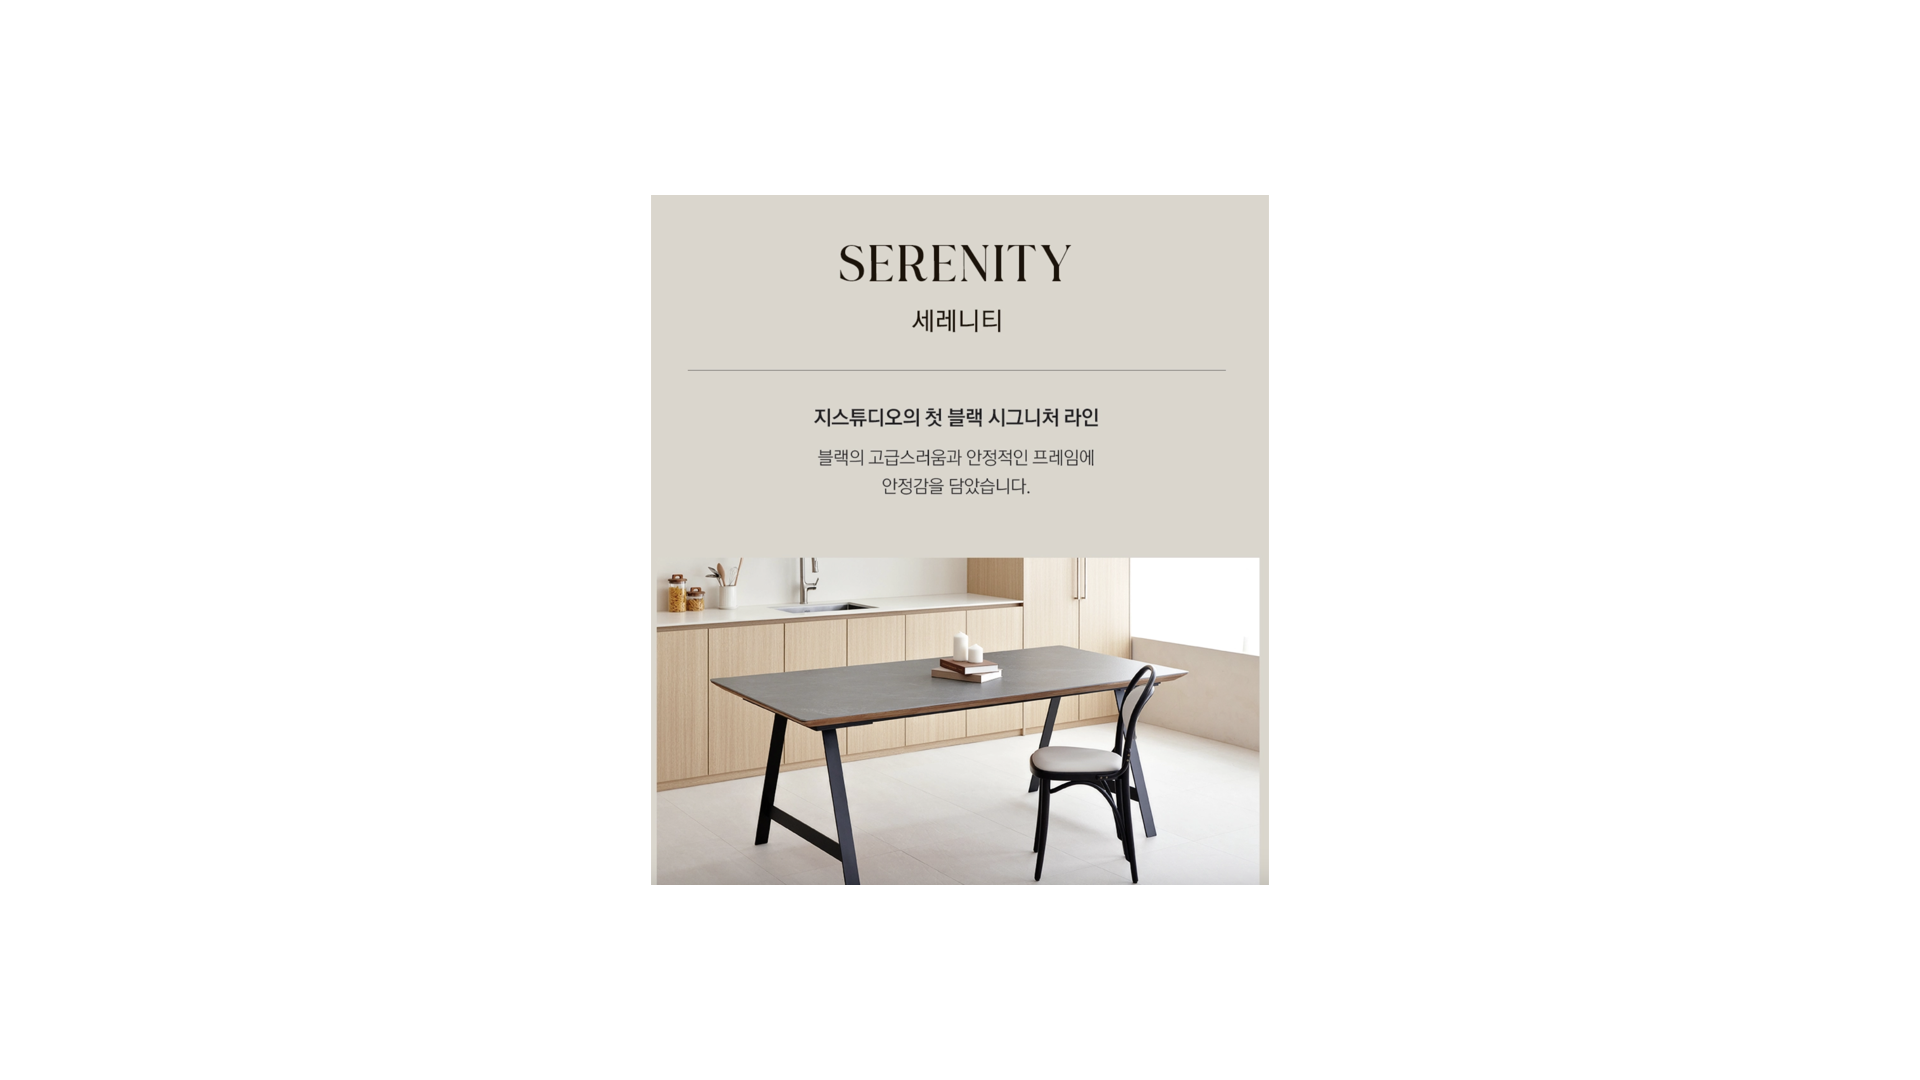 SERENITY
세레니티
지스튜디오의 첫 블랙 시그니처 라인
블랙의 고급스러움과 안정적인 프레임에
안정감을 담았습니다.